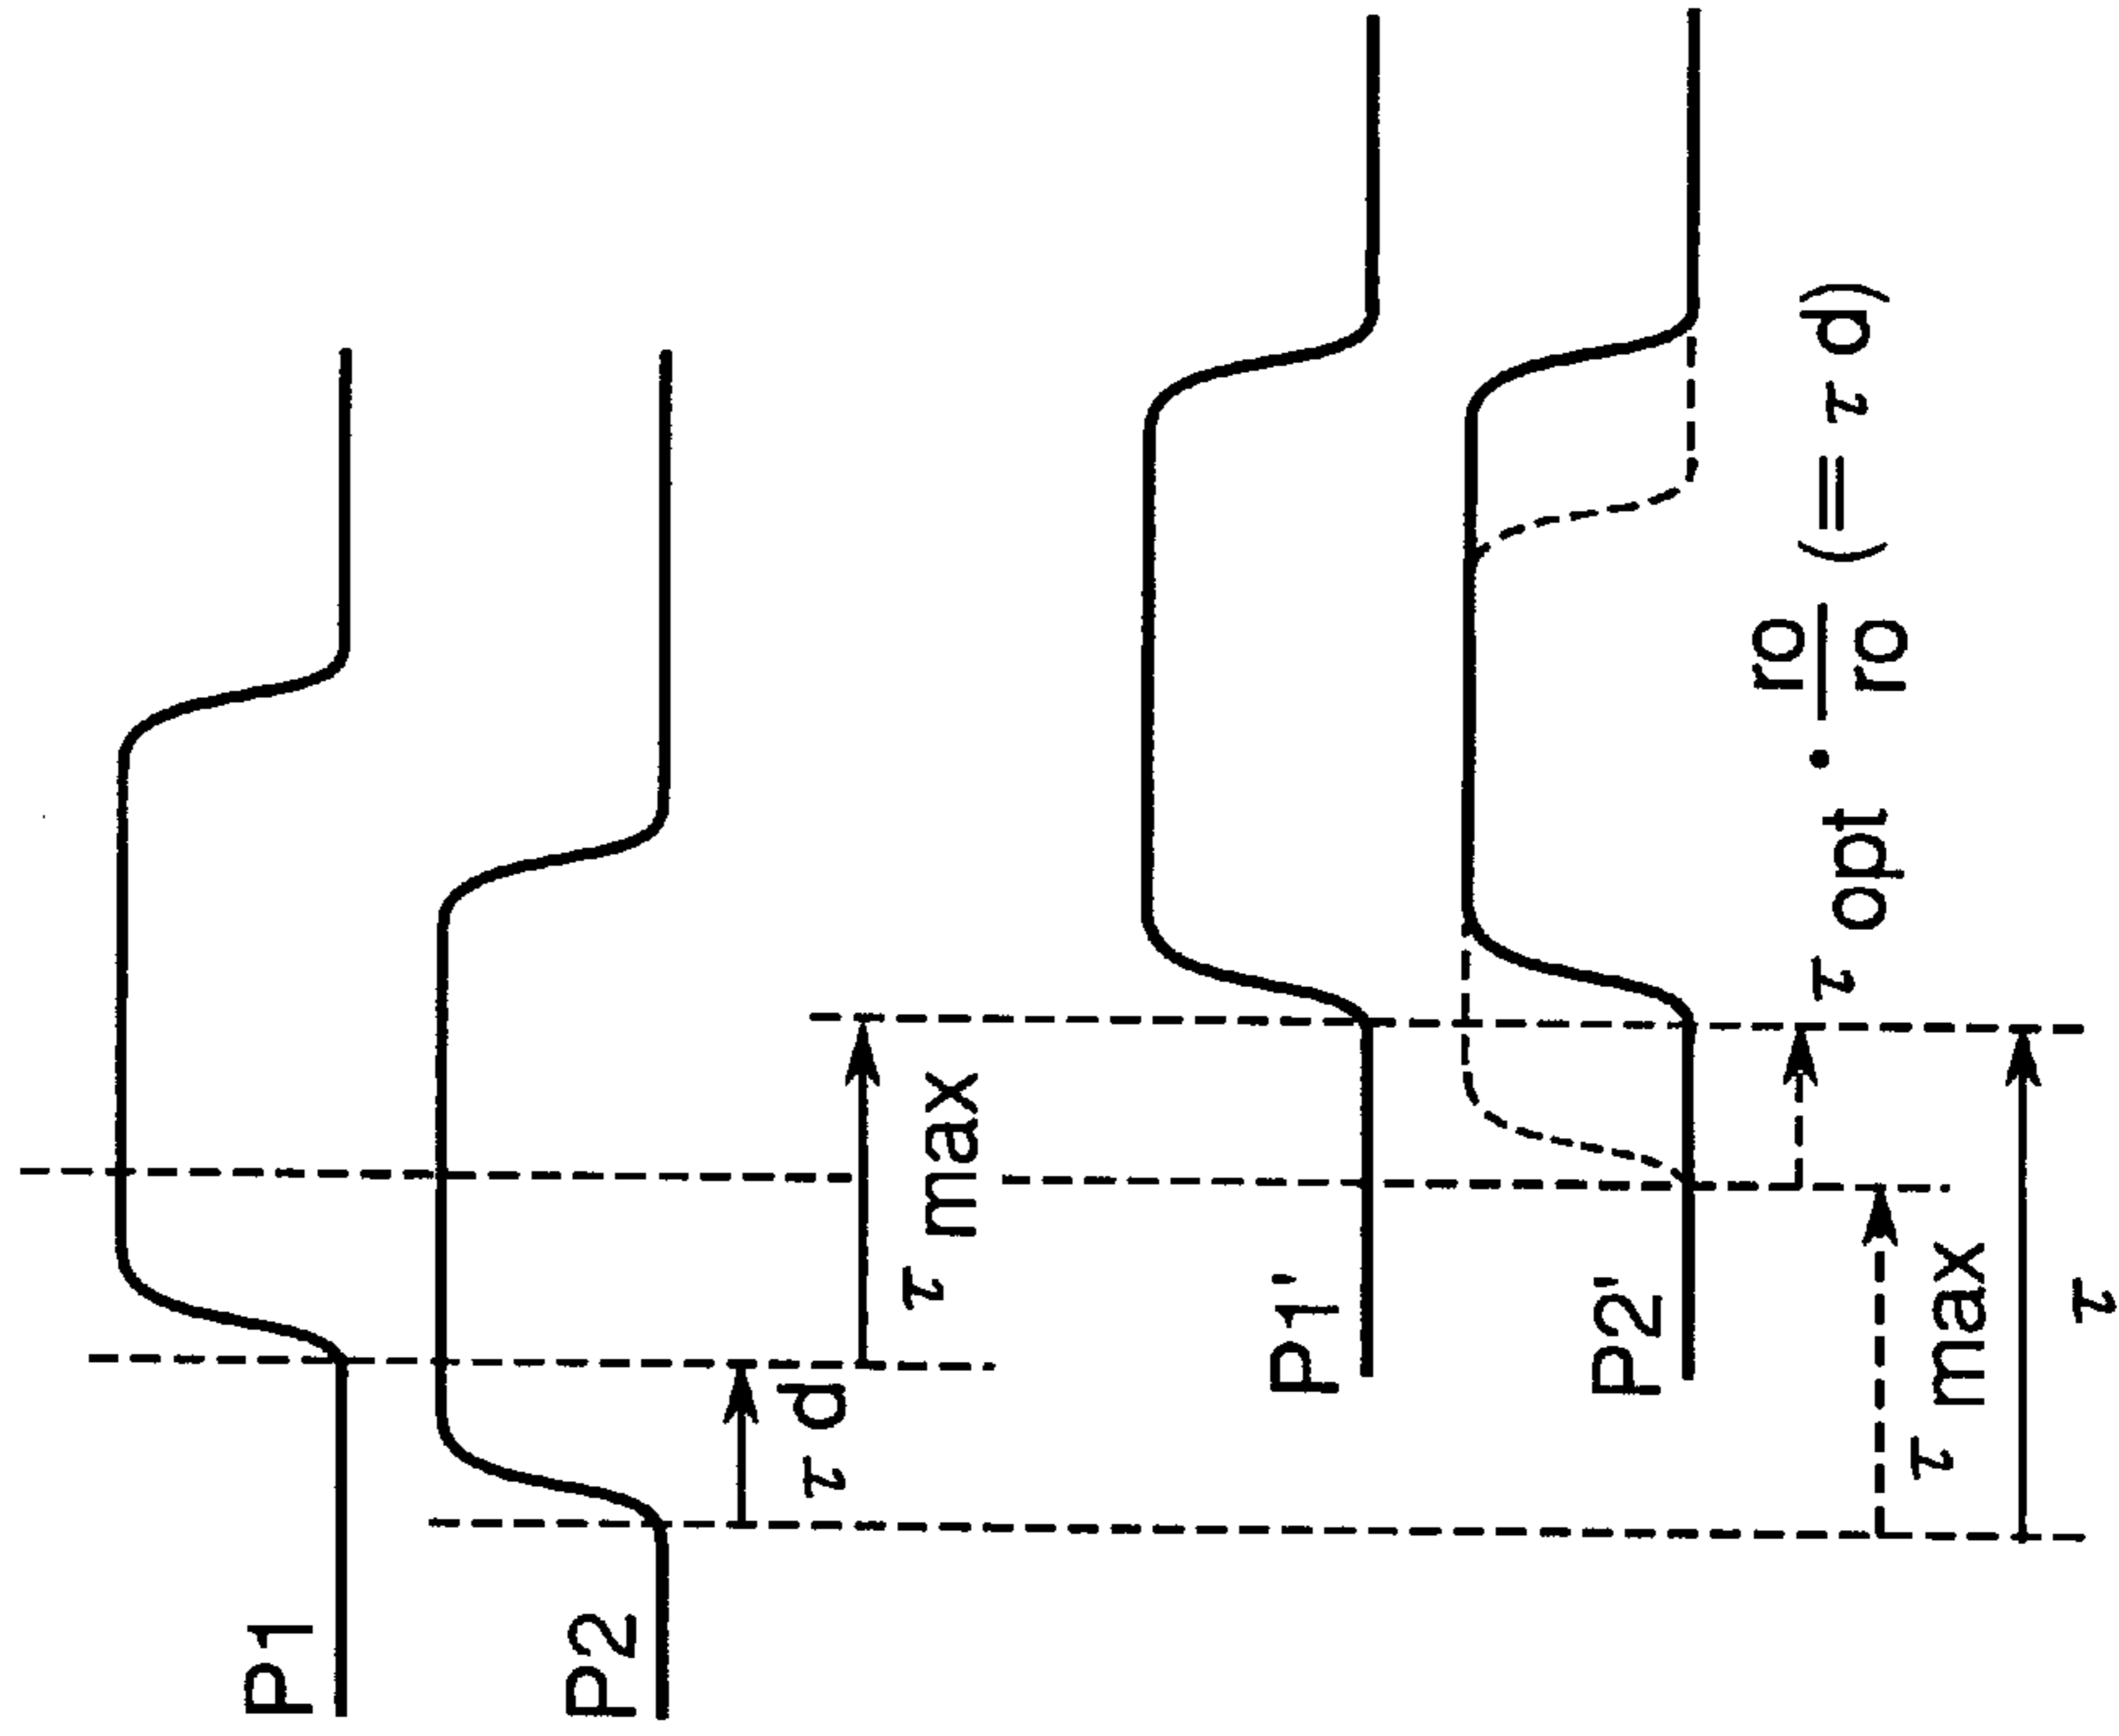 P1
P2
τ d
τ max
P1'
P2'
τ opt · ro/ro (= τ d)
τ max
τ